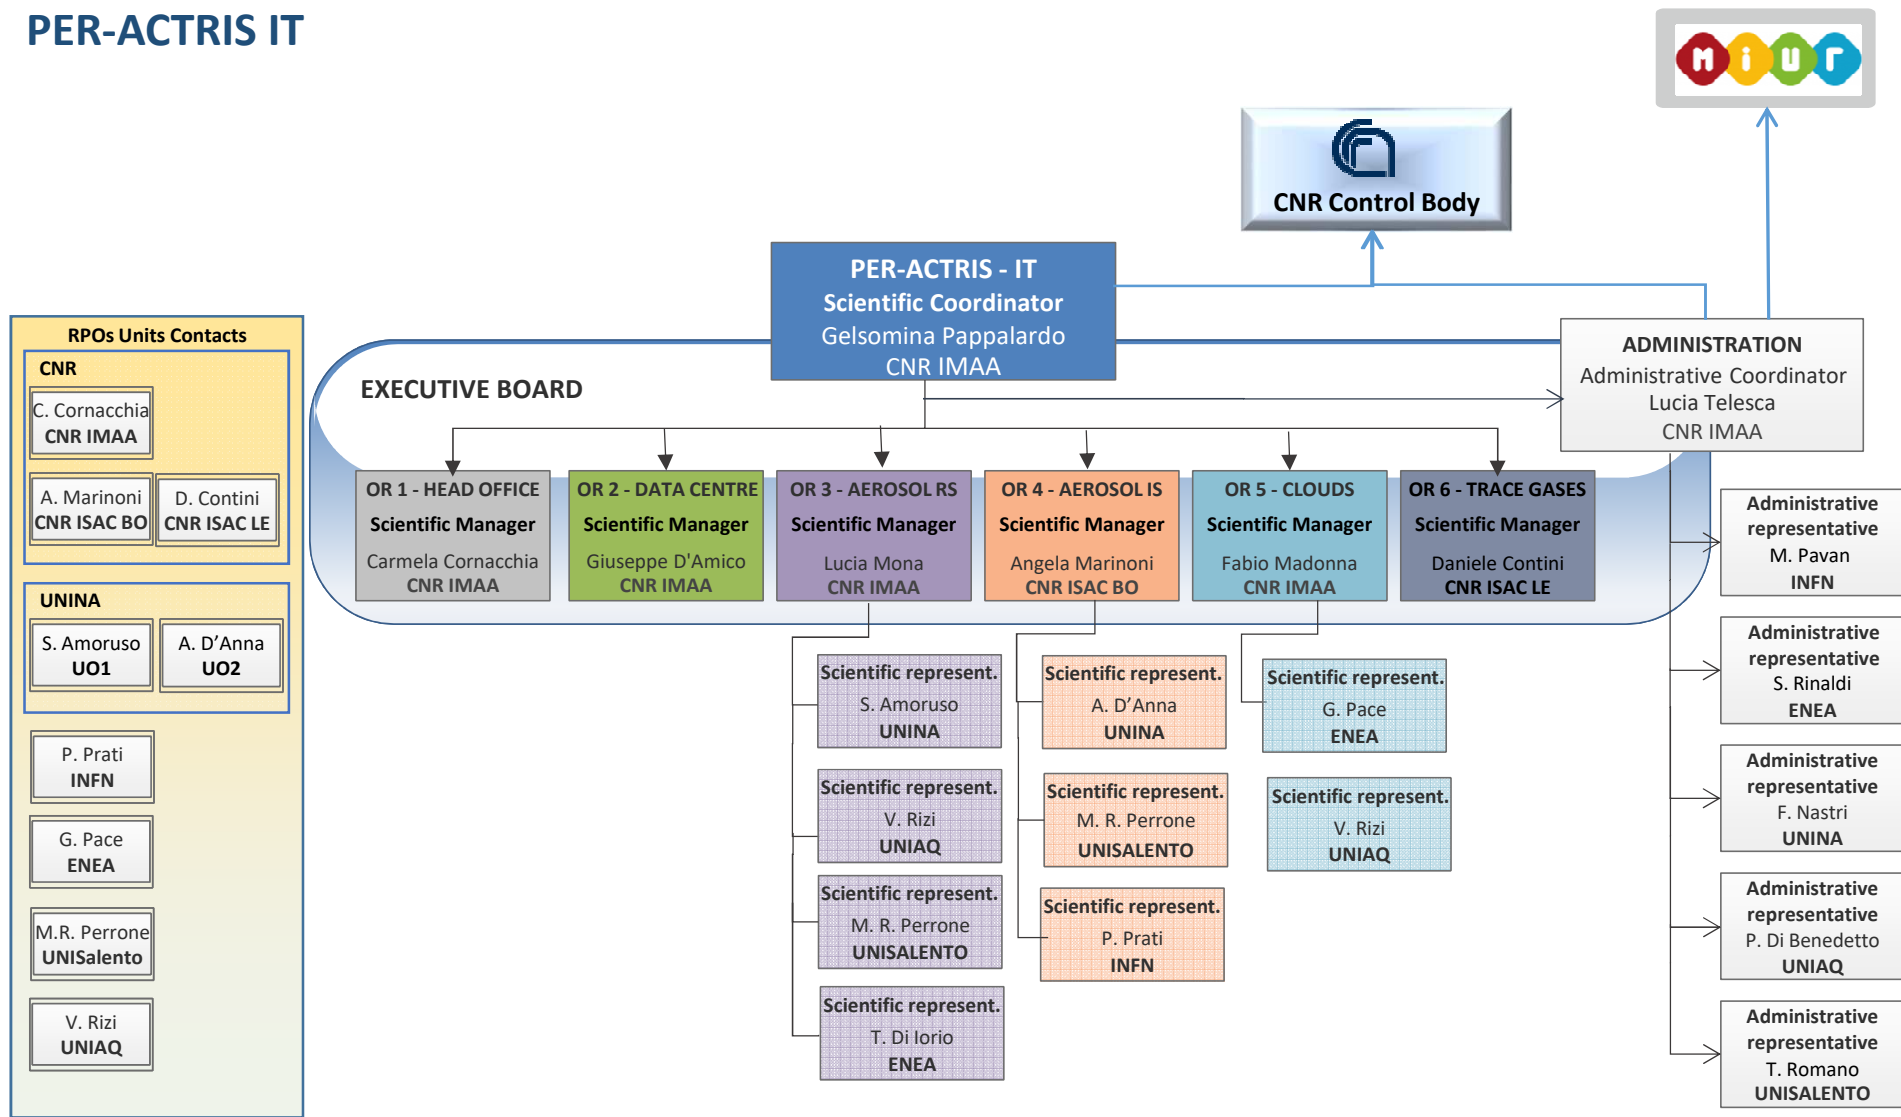 PER-ACTRIS IT
MIUr
CNR Control Body
PER-ACTRIS - IT
Scientific Coordinator
Gelsomina Pappalardo
CNR IMAA
ADMINISTRATION
Administrative Coordinator
Lucia Telesca
CNR IMAA
EXECUTIVE BOARD
RPOs Units Contacts
CNR
C. Cornacchia
CNR IMAA
A. Marinoni
CNR ISAC BO
D. Contini
CNR ISAC LE
UNINA
S. Amoruso
UO1
A. D’Anna
UO2
P. Prati
INFN
G. Pace
ENEA
M.R. Perrone
UNISalento
V. Rizi
UNIAQ
OR 1 - HEAD OFFICE
Scientific Manager
Carmela Cornacchia
CNR IMAA
OR 2 - DATA CENTRE
Scientific Manager
Giuseppe D'Amico
CNR IMAA
OR 3 - AEROSOL RS
Scientific Manager
Lucia Mona
CNR IMAA
OR 4 - AEROSOL IS
Scientific Manager
Angela Marinoni
CNR ISAC BO
OR 5 - CLOUDS
Scientific Manager
Fabio Madonna
CNR IMAA
OR 6 - TRACE GASES
Scientific Manager
Daniele Contini
CNR ISAC LE
Scientific represent.
S. Amoruso
UNINA
Scientific represent.
V. Rizi
UNIAQ
Scientific represent.
M. R. Perrone
UNISALENTO
Scientific represent.
T. Di Iorio
ENEA
Scientific represent.
A. D’Anna
UNINA
Scientific represent.
M. R. Perrone
UNISALENTO
Scientific represent.
P. Prati
INFN
Scientific represent.
G. Pace
ENEA
Scientific represent.
V. Rizi
UNIAQ
Administrative
representative
M. Pavan
INFN
Administrative
representative
S. Rinaldi
ENEA
Administrative
representative
F. Nastri
UNINA
Administrative
representative
P. Di Benedetto
UNIAQ
Administrative
representative
T. Romano
UNISALENTO